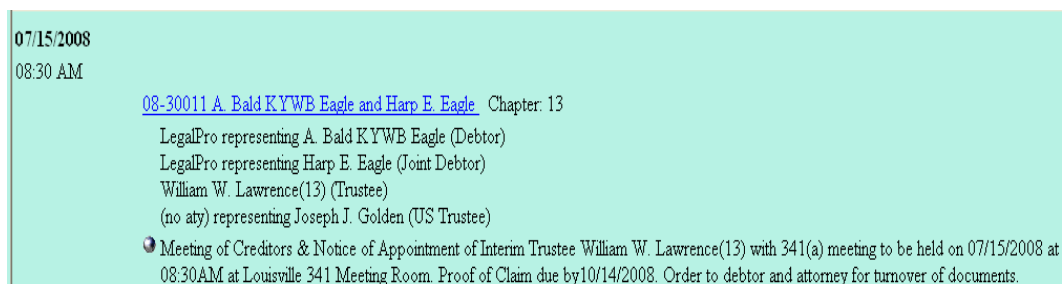 07/15/2008
08:30 AM
08-30011 A. Bald KYWB Eagle and Harp E. Eagle Chapter: 13
LegalPro representing A. Bald KYWB Eagle (Debtor)
LegalPro representing Harp E. Eagle (Joint Debtor)
William W. Lawrence(13) (Trustee)
(no aty) representing Joseph J. Golden (US Trustee)
Meeting of Creditors & Notice of Appointment of Interim Trustee William W. Lawrence(13) with 341(a) meeting to be held on 07/15/2008 at
08:30AM at Louisville 341 Meeting Room. Proof of Claim due by10/14/2008. Order to debtor and attorney for turnover of documents.